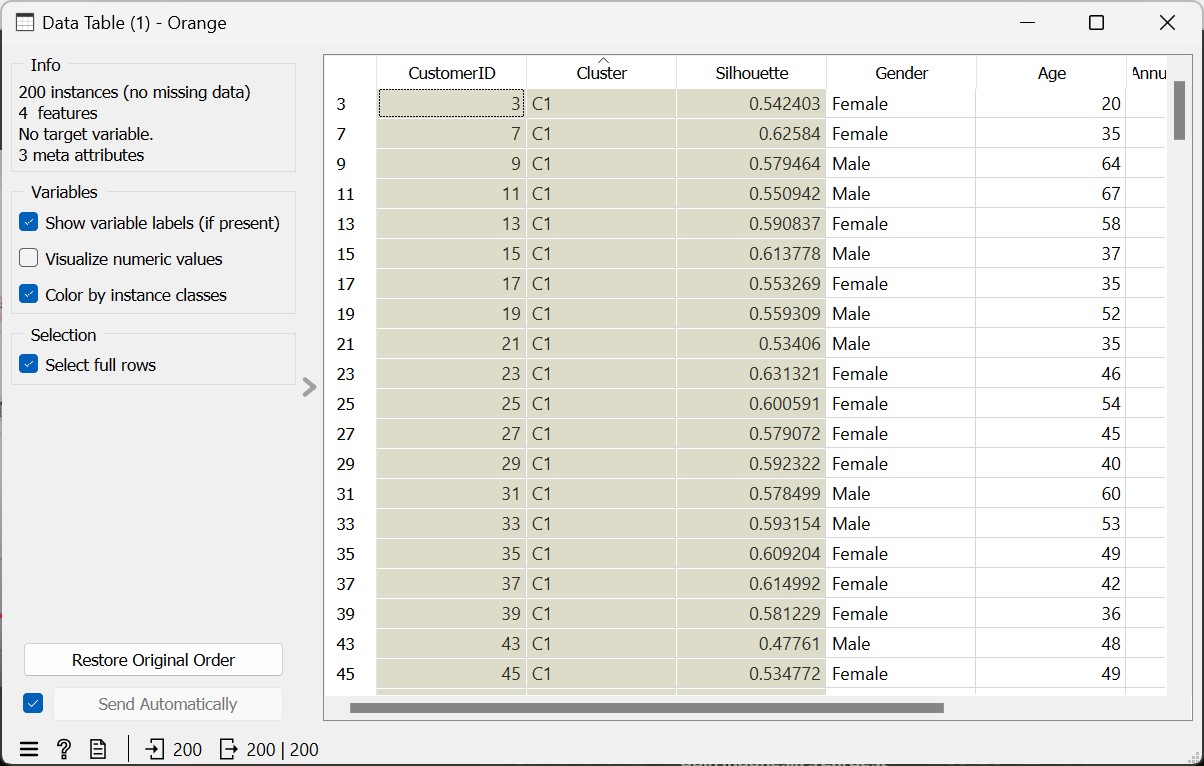 Data Table (1) - Orange
Info
200 instances (no missing data)
4 features
No target variable.
3 meta attributes
Variables
Show variable labels (if present)
Visualize numeric values
Color by instance classes
Selection
Select full rows
Restore Original Order
Send Automatically
CustomerID Cluster Silhouette Gender Age Annu
3 3 C1 0.542403 Female 20
7 7 C1 0.62584 Female 35
9 9 C1 0.579464 Male 64
11 11 C1 0.550942 Male 67
13 13 C1 0.590837 Female 58
15 15 C1 0.613778 Male 37
17 17 C1 0.553269 Female 35
19 19 C1 0.559309 Male 52
21 21 C1 0.53406 Male 35
23 23 C1 0.631321 Female 46
25 25 C1 0.600591 Female 54
27 27 C1 0.579072 Female 45
29 29 C1 0.592322 Female 40
31 31 C1 0.578499 Male 60
33 33 C1 0.593154 Male 53
35 35 C1 0.609204 Female 49
37 37 C1 0.614992 Female 42
39 39 C1 0.581229 Female 36
43 43 C1 0.47761 Male 48
45 45 C1 0.534772 Female 49
? 200 200 | 200